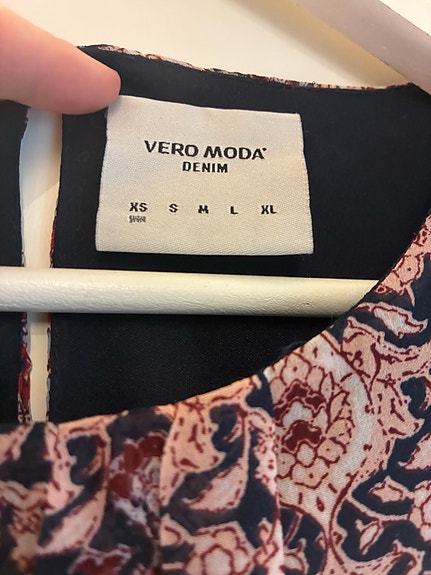 VERO MODA
DENIM
XS S M L XL